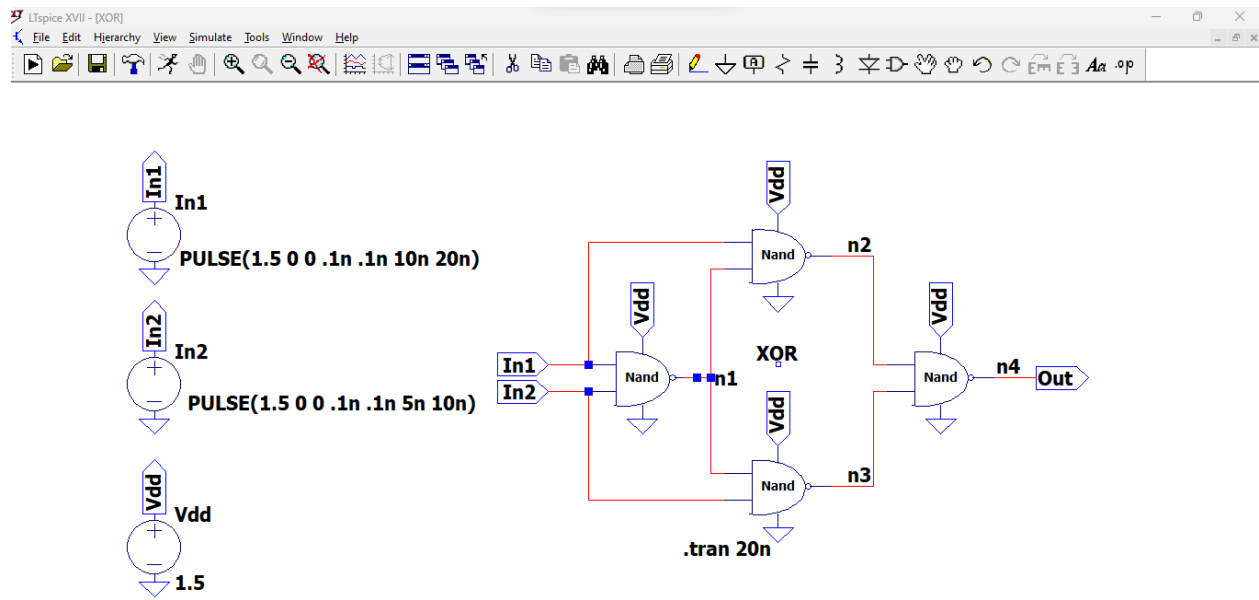 LTspice XVII - [XOR]
File Edit Hierarchy View Simulate Tools Window Help
Aa .op
In1
In1
PULSE(1.5 0 0 .1n .1n 10n 20n)
In2
In2
PULSE(1.5 0 0 .1n .1n 5n 10n)
Vdd
Vdd
1.5
Vdd
Nand
n2
Vdd
Vdd
In1
In2
Nand
n1
XOR
Nand
n4
Out
Vdd
Nand
n3
.tran 20n